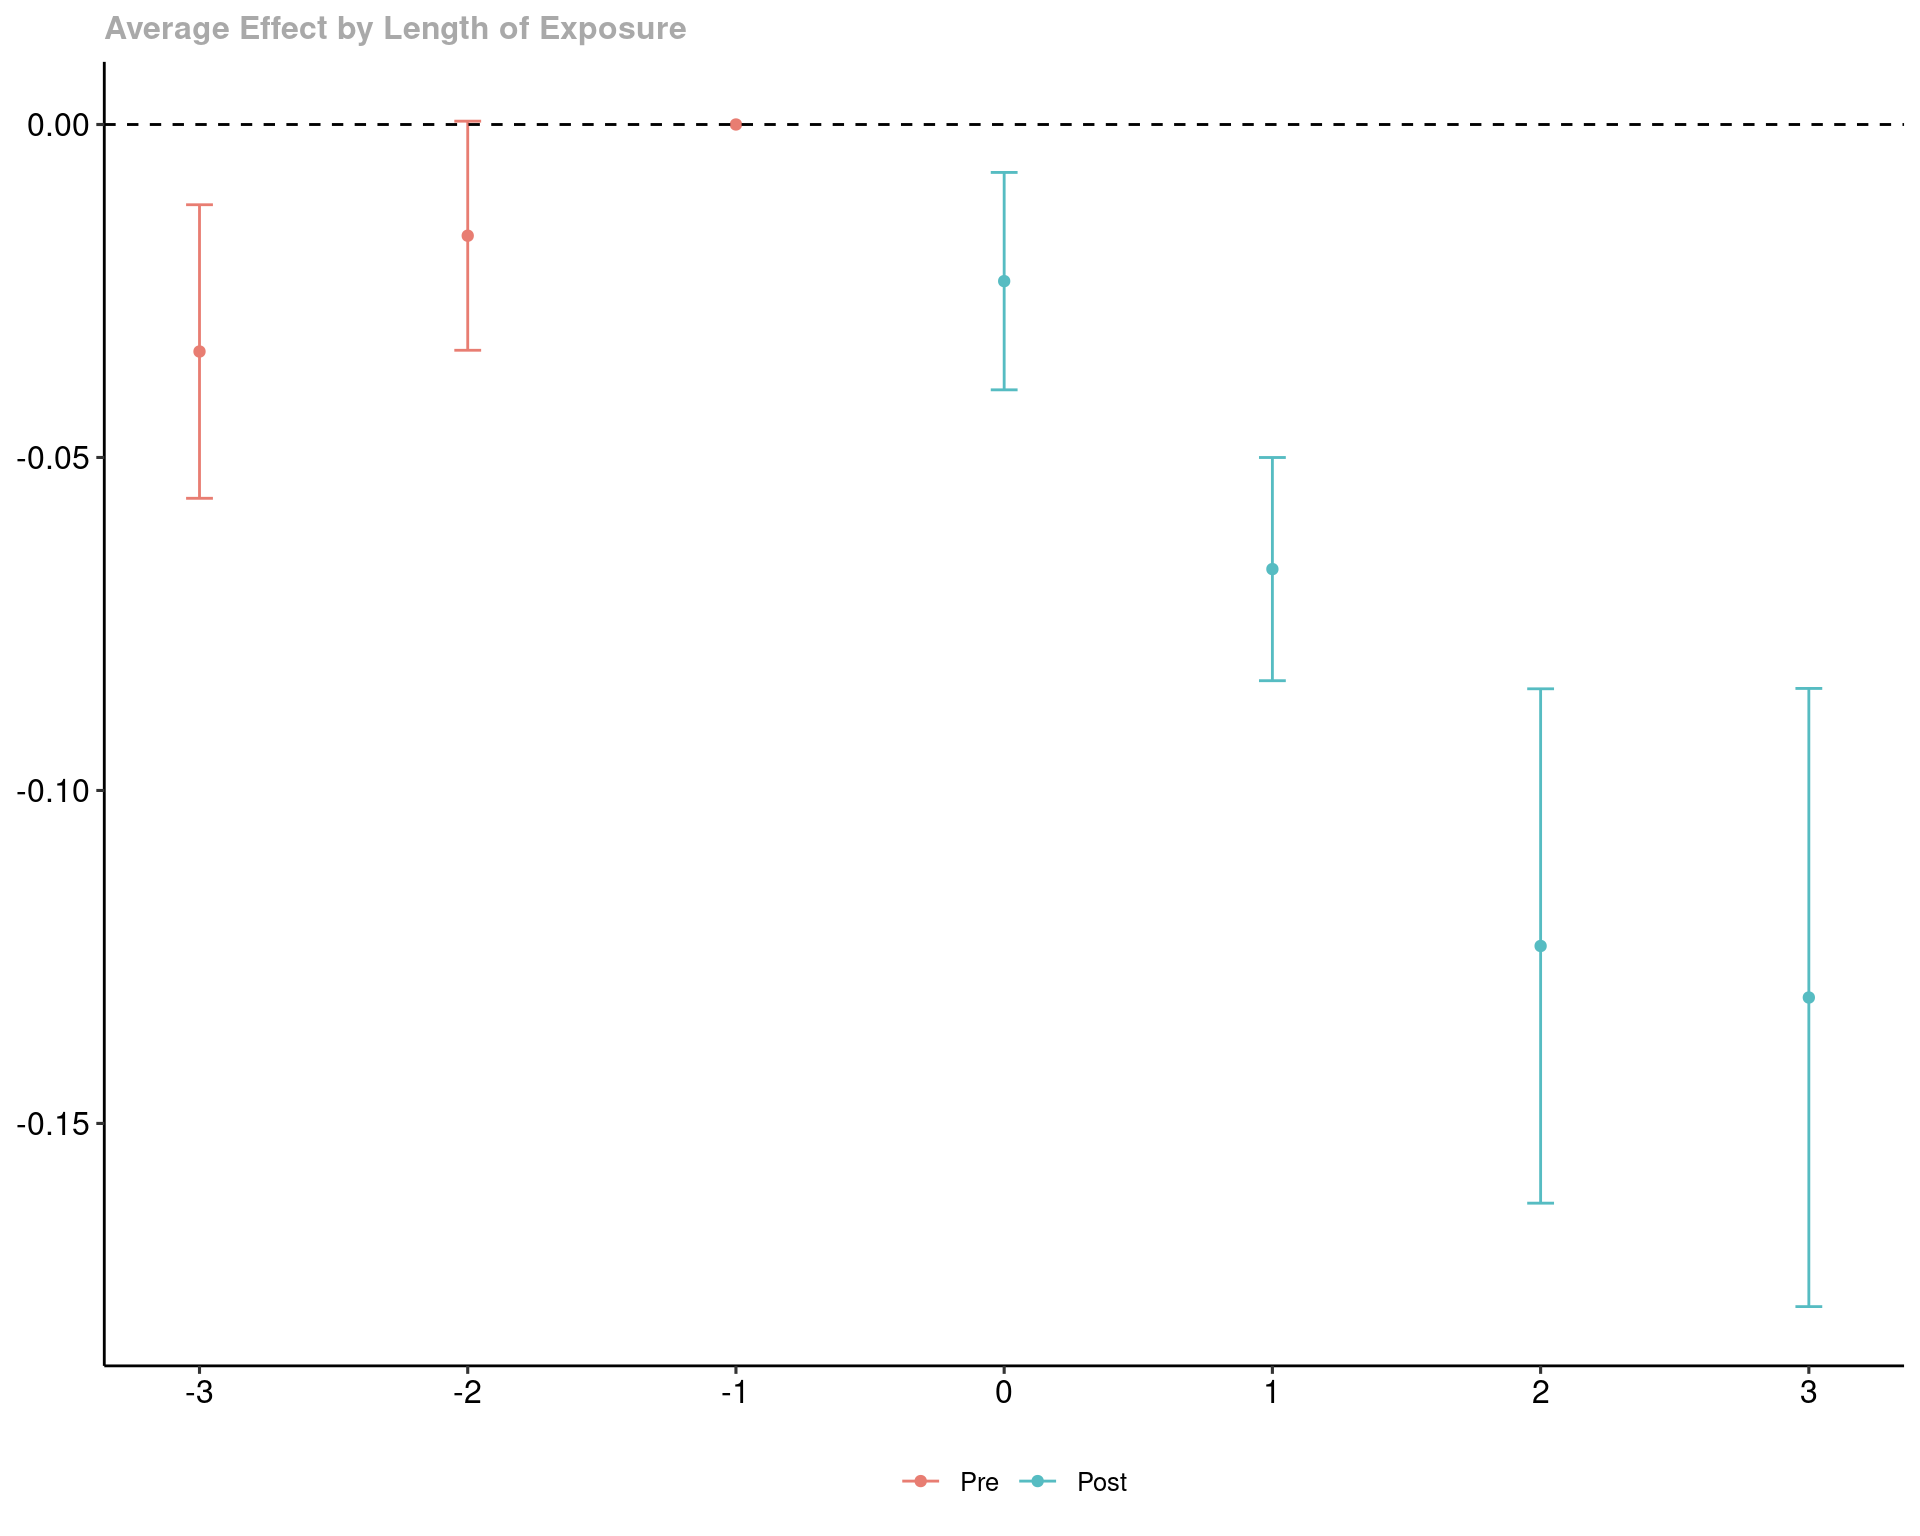 Average Effect by Length of Exposure
0.00
-0.05
-0.10
-0.15
-3 -2 -1 0 1 2 3
Pre Post